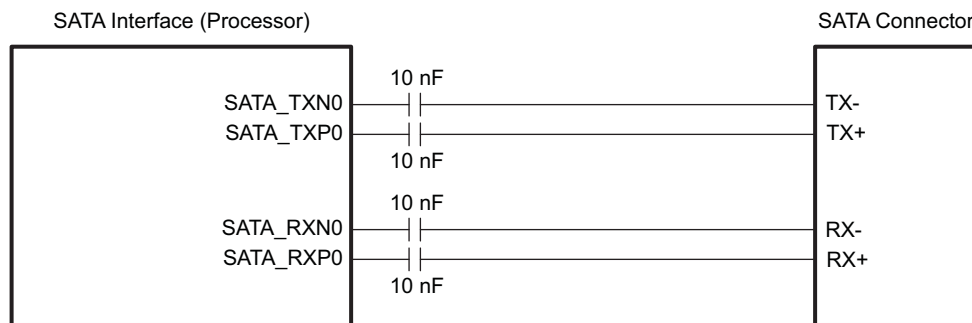 SATA Interface (Processor)
SATA Connector
10 nF
SATA_TXN0
TX-
SATA_TXP0
TX+
10 nF
10 nF
SATA_RXN0
RX-
SATA_RXP0
RX+
10 nF